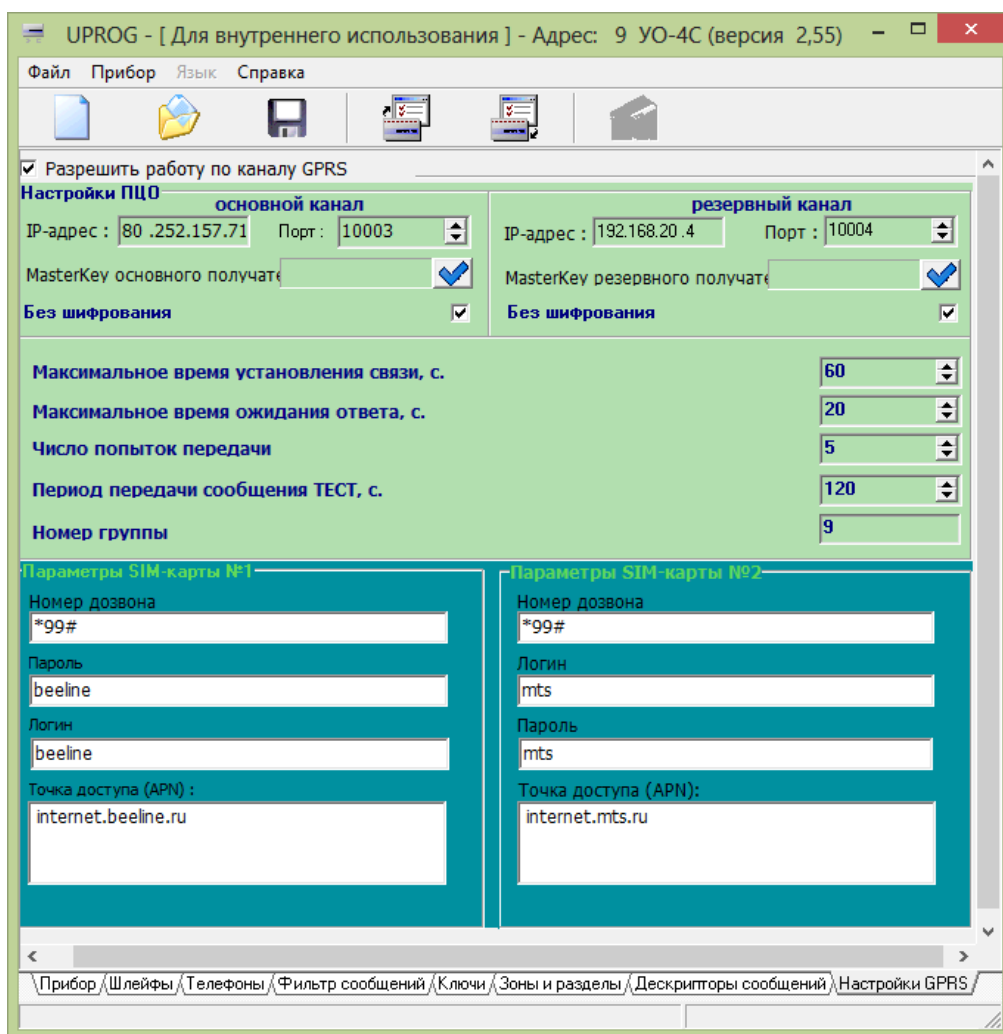 UPROG - [ Для внутреннего использования ] - Адрес: 9 УО-4С (версия 2,55)
Файл Прибор Язык Справка
Разрешить работу по каналу GPRS
Настройки ПЦО
основной канал
IP-адрес : 80 .252.157.71 Порт : 10003
MasterKey основного получате
Без шифрования
резервный канал
IP-адрес : 192.168.20 .4 Порт : 10004
MasterKey резервного получате
Без шифрования
Максимальное время установления связи, с. 60
Максимальное время ожидания ответа, с. 20
Число попыток передачи 5
Период передачи сообщения ТЕСТ, с. 120
Номер группы 9
Параметры SIM-карты №1
Номер дозвона
*99#
Пароль
beeline
Логин
beeline
Точка доступа (APN) :
internet.beeline.ru
Параметры SIM-карты №2
Номер дозвона
*99#
Логин
mts
Пароль
mts
Точка доступа (APN):
internet.mts.ru
Прибор Шлейфы Телефоны Фильтр сообщений Ключи Зоны и разделы Дескрипторы сообщений Настройки GPRS